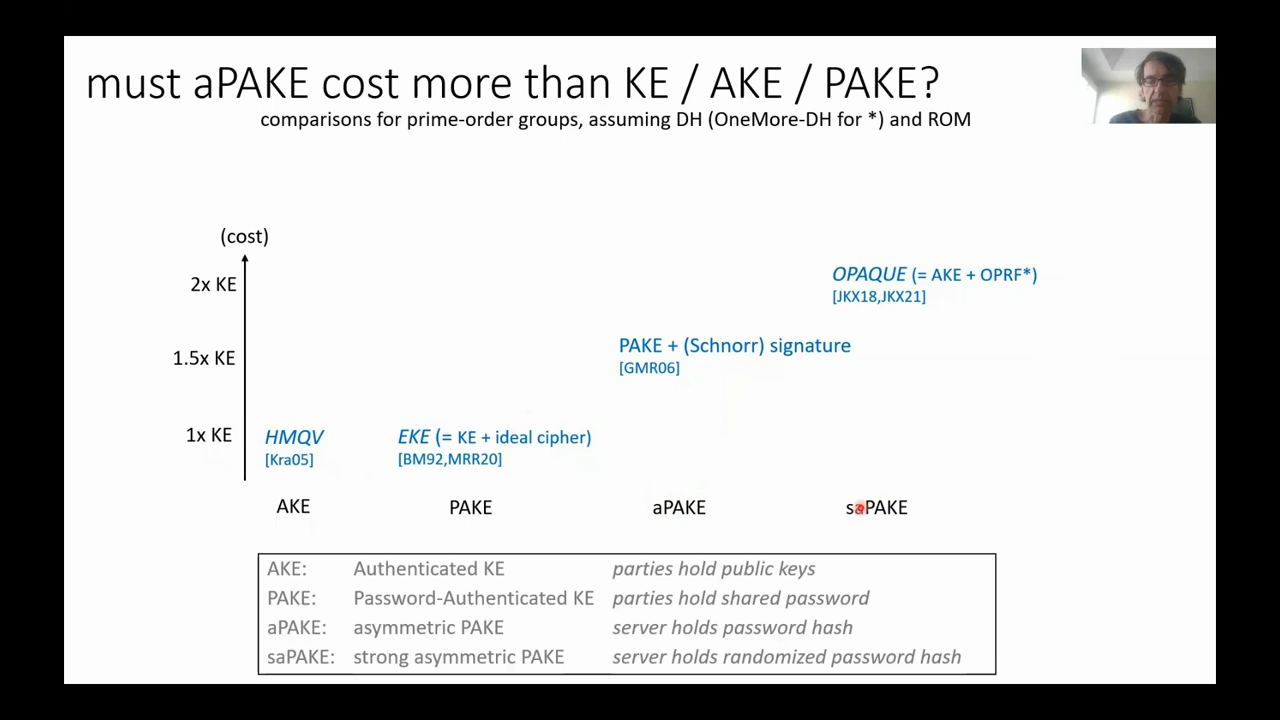 must aPAKE cost more than KE / AKE / PAKE?
comparisons for prime-order groups, assuming DH (OneMore-DH for *) and ROM
(cost)
2x KE
OPAQUE (= AKE + OPRF*)
[JKX18,JKX21]
1.5x KE
PAKE + (Schnorr) signature
[GMR06]
1x KE
HMQV
[Kra05]
EKE (= KE + ideal cipher)
[BM92,MRR20]
AKE
PAKE
aPAKE
saPAKE
AKE: Authenticated KE parties hold public keys
PAKE: Password-Authenticated KE parties hold shared password
aPAKE: asymmetric PAKE server holds password hash
saPAKE: strong asymmetric PAKE server holds randomized password hash